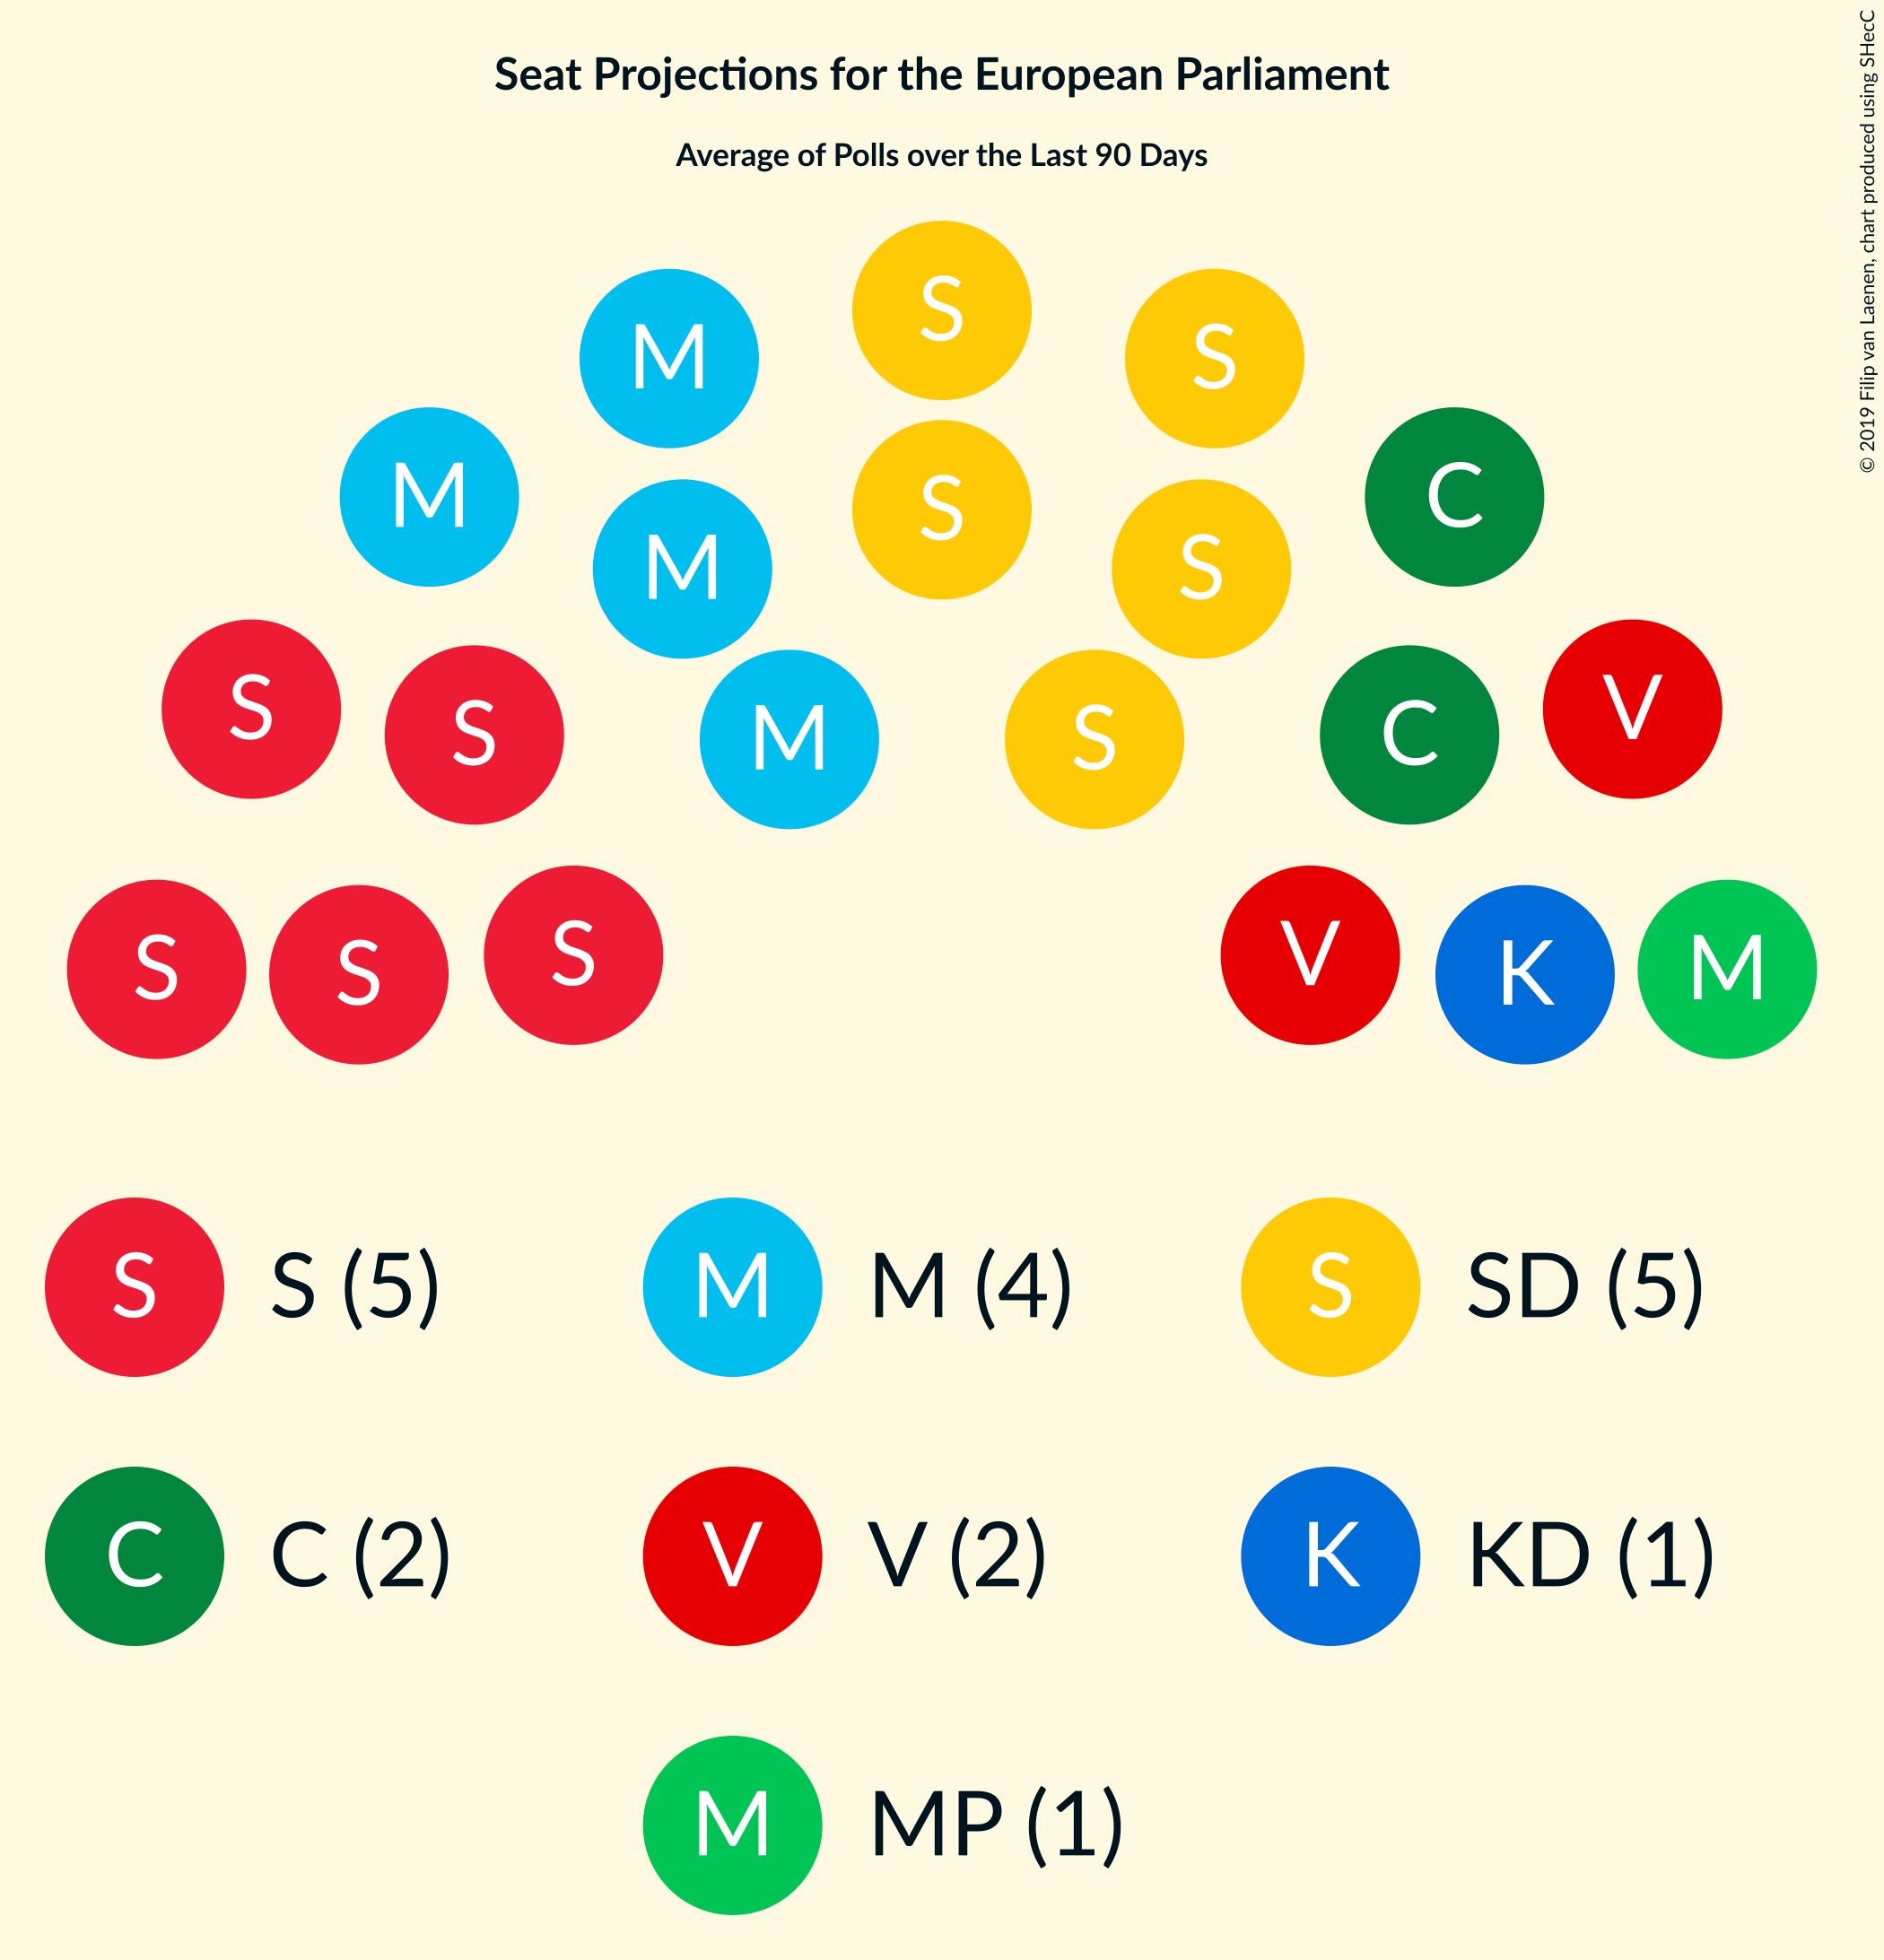 Seat Projections for the European Parliament
Average of Polls over the Last 90 Days
© 2019 Filip van Laenen, chart produced using SHecC
S
M S
M C
S
M S
S V
S C
M S
S V
S K
S M
S S (5) M M (4) S SD (5)
C C (2) V V (2) K KD (1)
M MP (1)